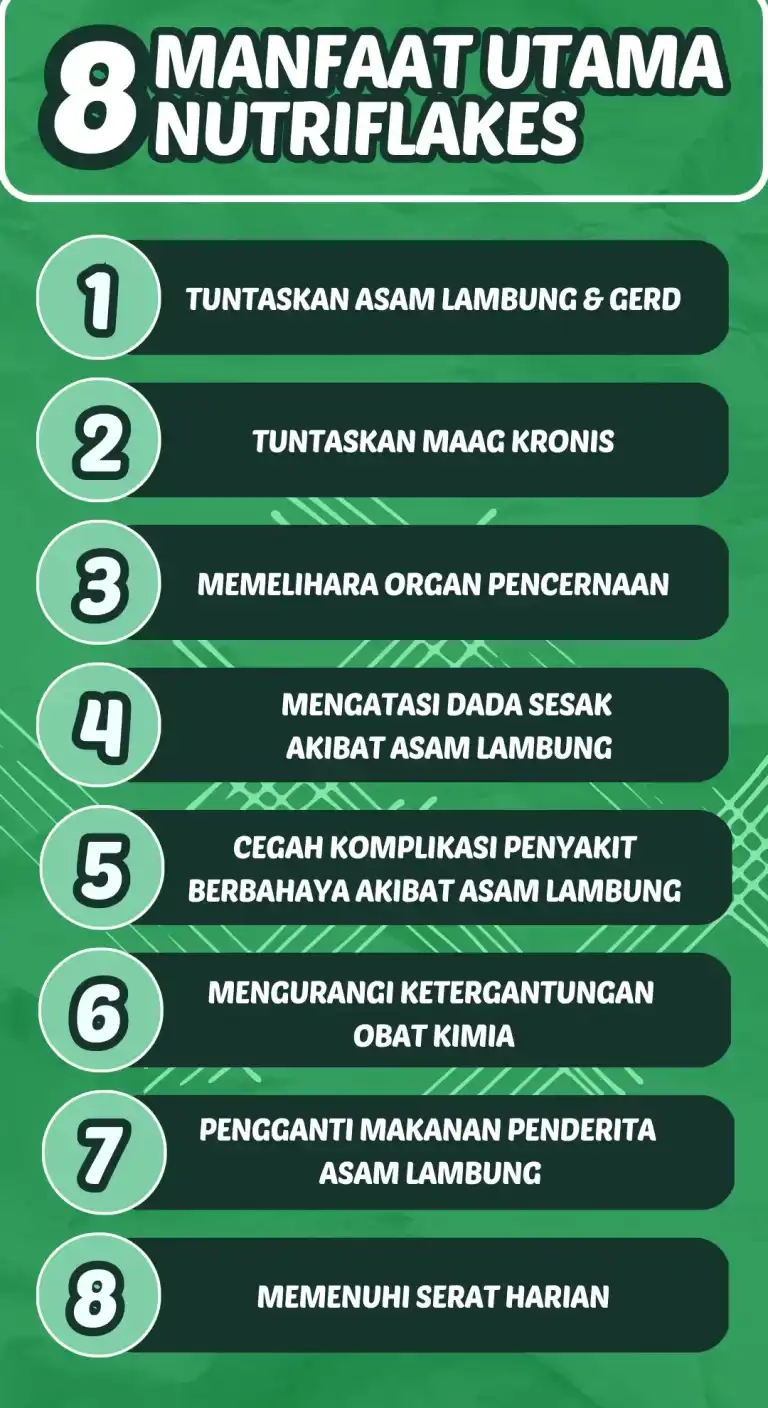 8 MANFAAT UTAMA
NUTRIFLAKES
1
TUNTASKAN ASAM LAMBUNG & GERD
2
TUNTASKAN MAAG KRONIS
3
MEMELIHARA ORGAN PENCERNAAN
4
MENGATASI DADA SESAK
AKIBAT ASAM LAMBUNG
5
CEGAH KOMPLIKASI PENYAKIT
BERBAHAYA AKIBAT ASAM LAMBUNG
6
MENGURANGI KETERGANTUNGAN
OBAT KIMIA
7
PENGGANTI MAKANAN PENDERITA
ASAM LAMBUNG
8
MEMENUHI SERAT HARIAN